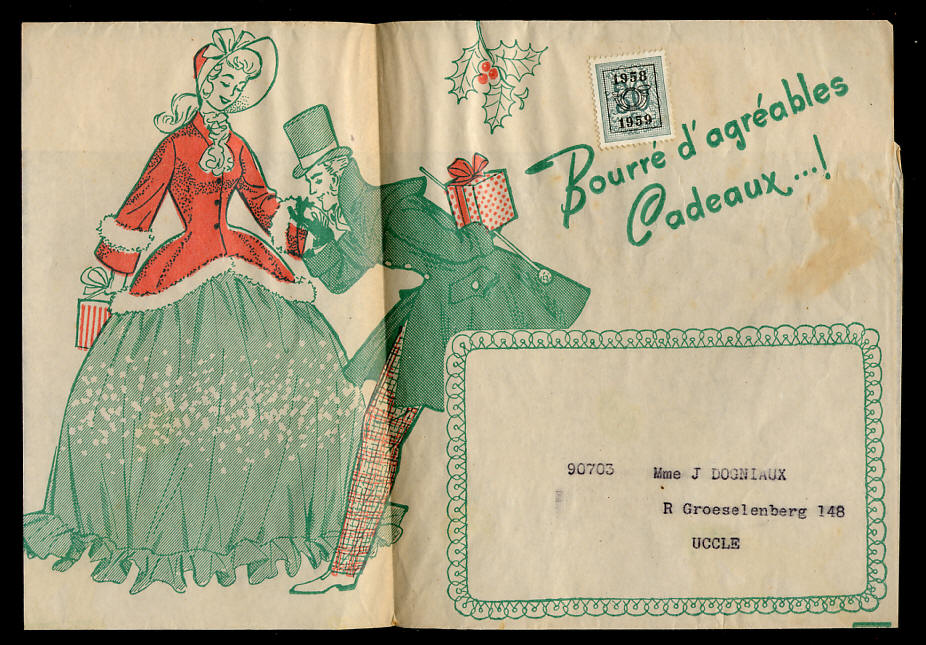 1958
1959
Bourré d'agréables
Cadeaux...!
90703 Mme J DOGNIAUX
R Groeselenberg 148
UCCLE